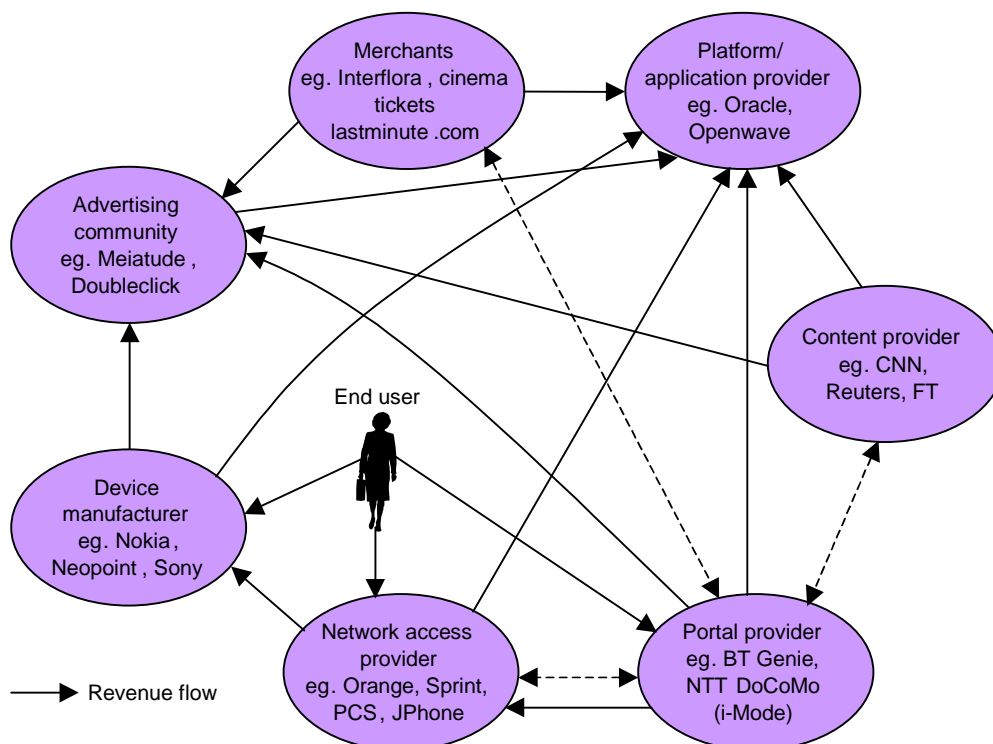 Merchants
eg. Interflora , cinema
tickets
lastminute .com
Platform/
application provider
eg. Oracle,
Openwave
Advertising
community
eg. Meiatude ,
Doubleclick
Content provider
eg. CNN,
Reuters, FT
End user
Device
manufacturer
eg. Nokia ,
Neopoint , Sony
Network access
provider
eg. Orange, Sprint,
PCS, JPhone
Portal provider
eg. BT Genie,
NTT DoCoMo
(i-Mode)
Revenue flow